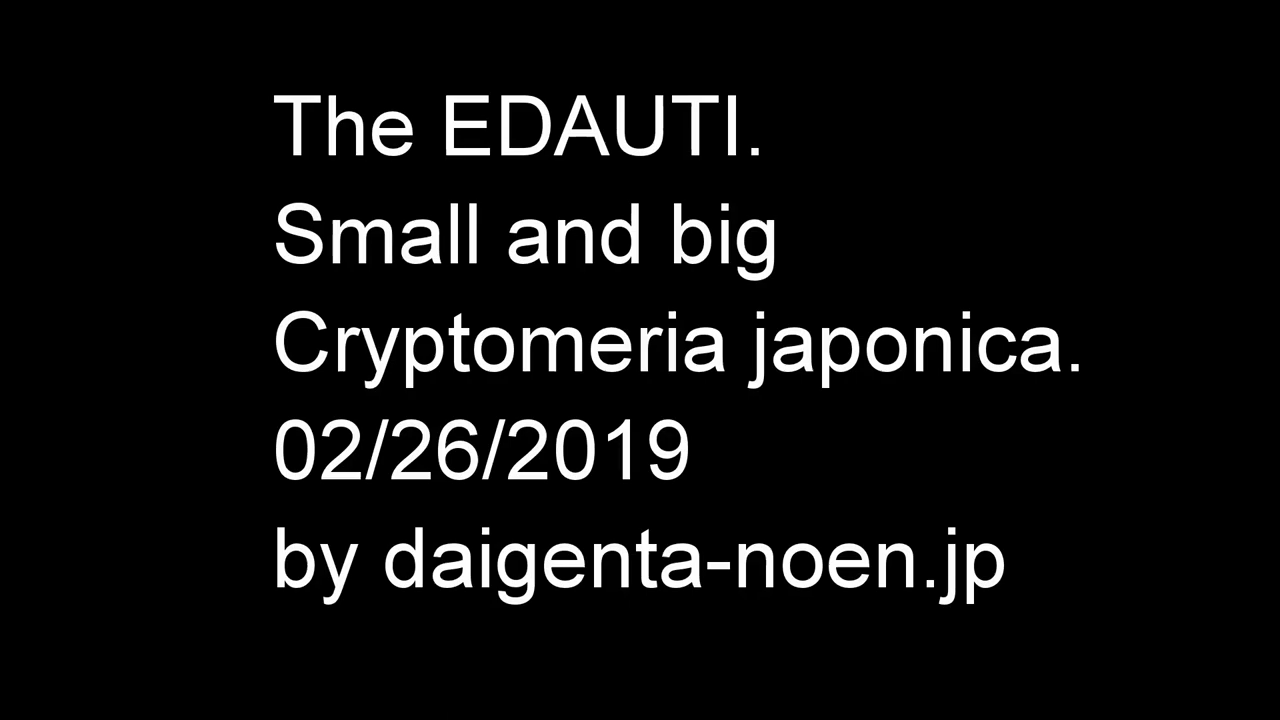 The EDAUTI.
Small and big
Cryptomeria japonica.
02/26/2019
by daigenta-noen.jp